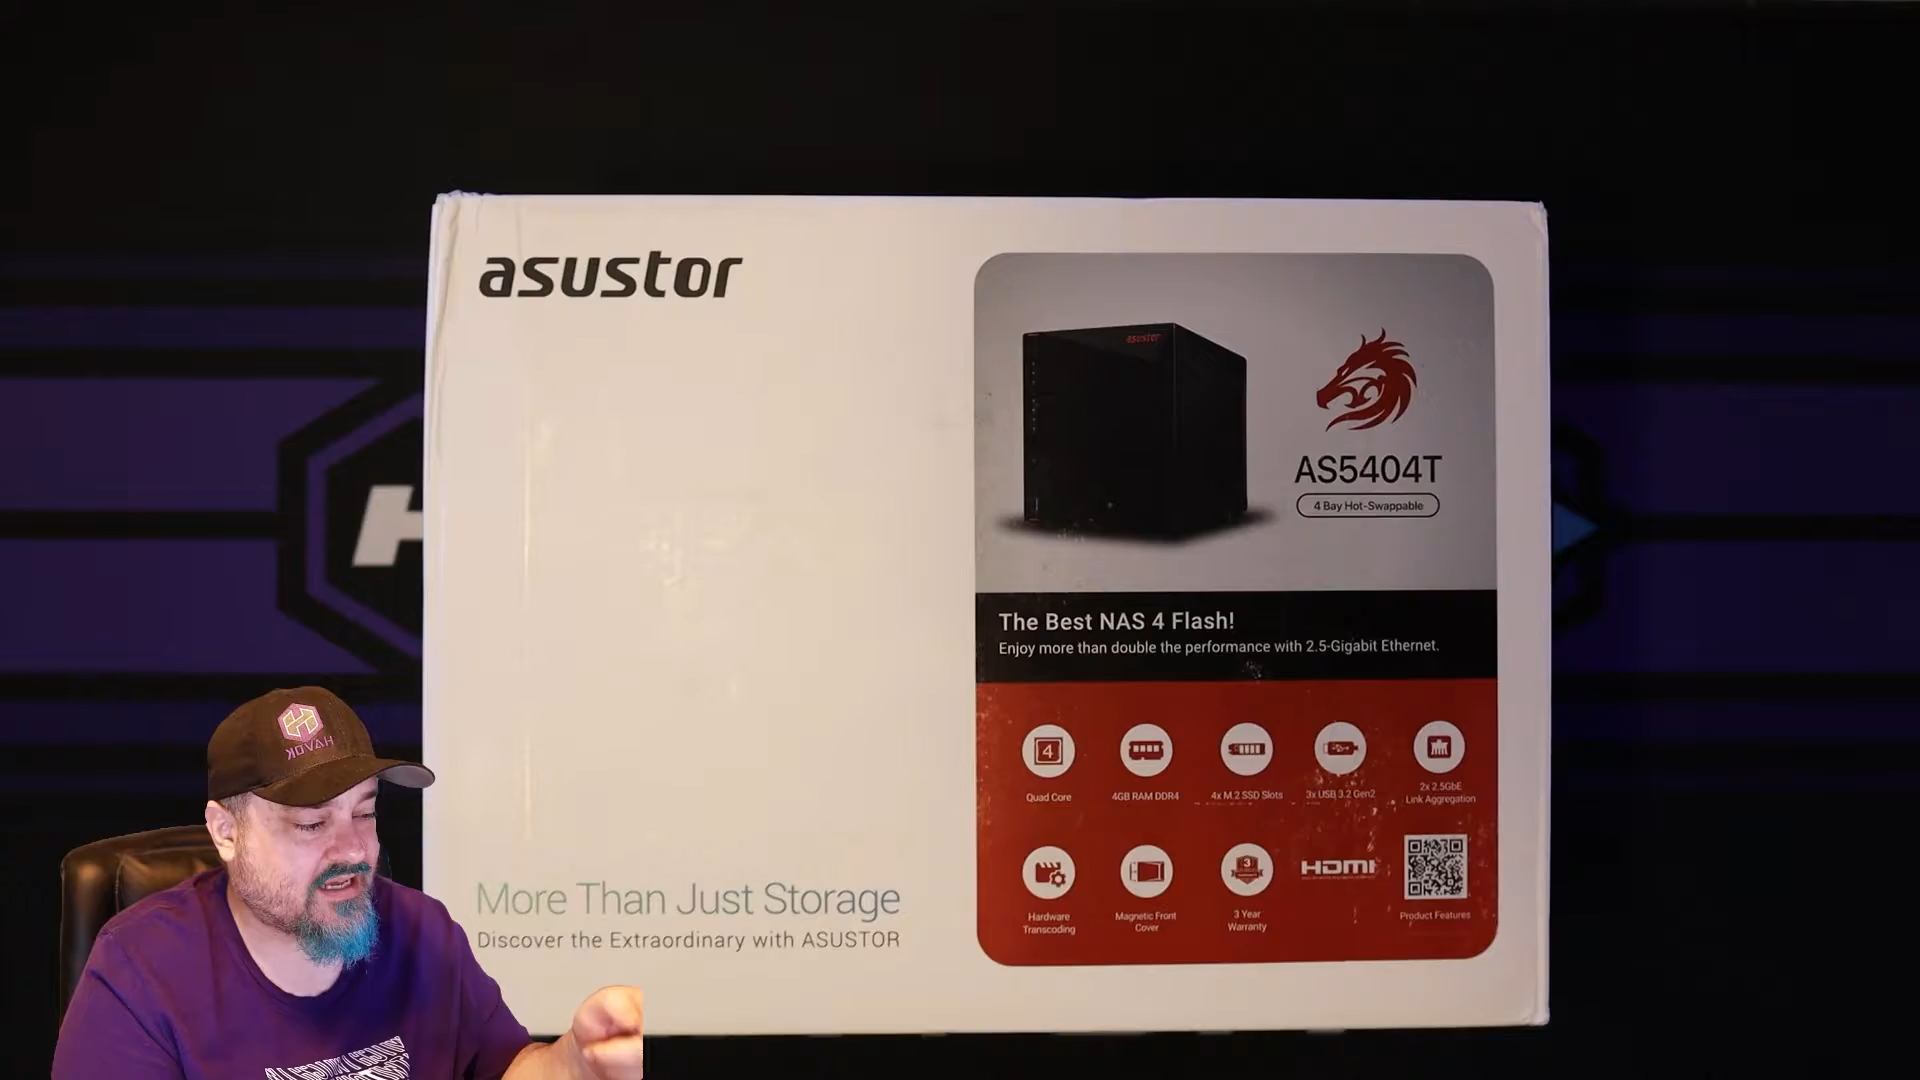 asustor
asustor
AS5404T
4 Bay Hot-Swappable
The Best NAS 4 Flash!
Enjoy more than double the performance with 2.5-Gigabit Ethernet.
4
Quad Core
4GB RAM DDR4
4x M.2 SSD Slots
3x USB 3.2 Gen2
2x 2.5GbE
Link Aggregation
Hardware
Transcoding
Magnetic Front
Cover
3
3 Year
Warranty
HDMI
Product Features
More Than Just Storage
Discover the Extraordinary with ASUSTOR
H
HAVOK